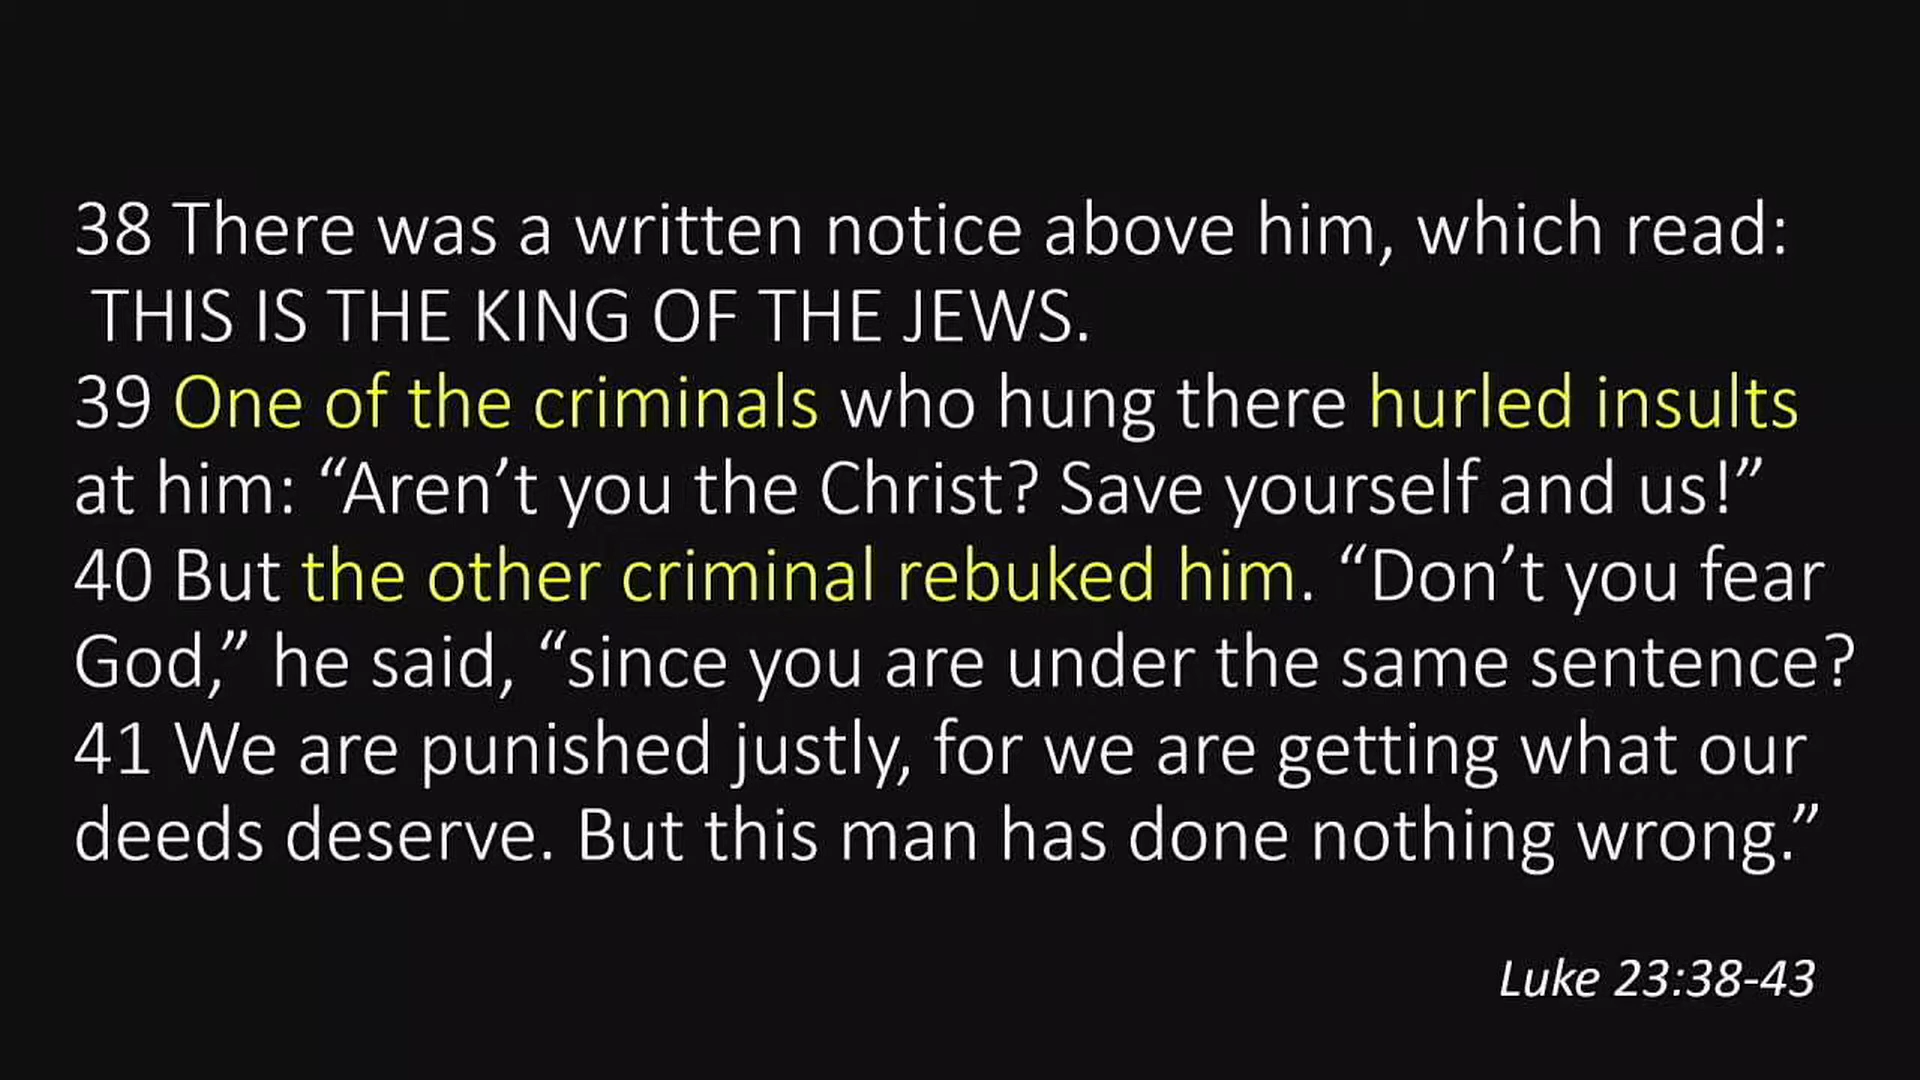 38 There was a written notice above him, which read:
THIS IS THE KING OF THE JEWS.
39 One of the criminals who hung there hurled insults
at him: “Aren’t you the Christ? Save yourself and us!”
40 But the other criminal rebuked him. “Don’t you fear
God,” he said, “since you are under the same sentence?
41 We are punished justly, for we are getting what our
deeds deserve. But this man has done nothing wrong.”
Luke 23:38-43